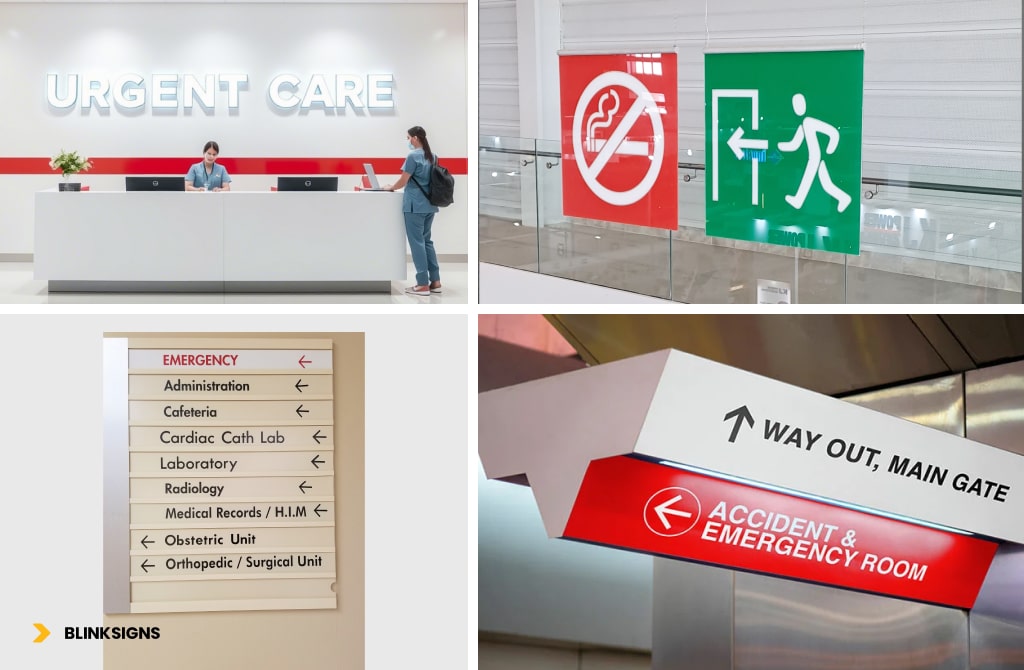 URGENT CARE
EMERGENCY ←
Administration ←
Cafeteria ←
Cardiac Cath Lab ←
Laboratory ←
Radiology ←
Medical Records / H.I.M ←
← Obstetric Unit
← Orthopedic / Surgical Unit
↑ WAY OUT, MAIN GATE
← ACCIDENT &
EMERGENCY ROOM
BLINKSIGNS